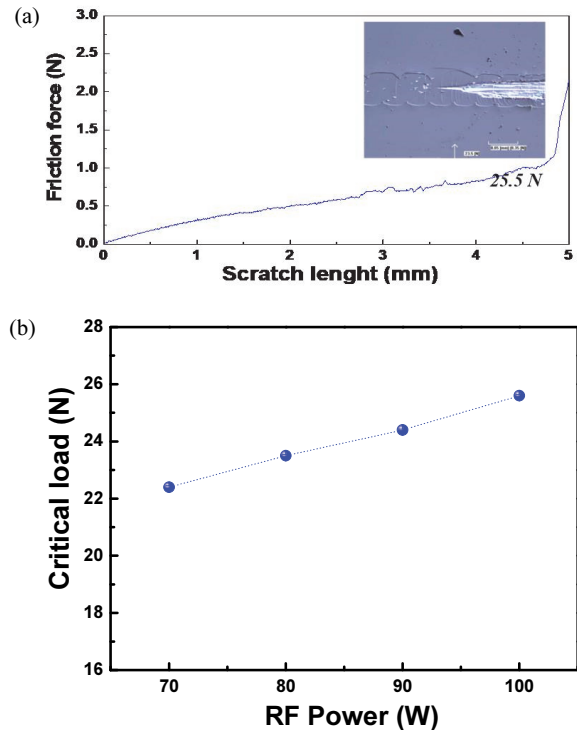 (a)
3.0
2.5
2.0
1.5
1.0
0.5
0.0
Friction force (N)
25.5 N
0 1 2 3 4 5
Scratch lenght (mm)
(b)
28
26
24
22
20
18
16
Critical load (N)
70 80 90 100
RF Power (W)